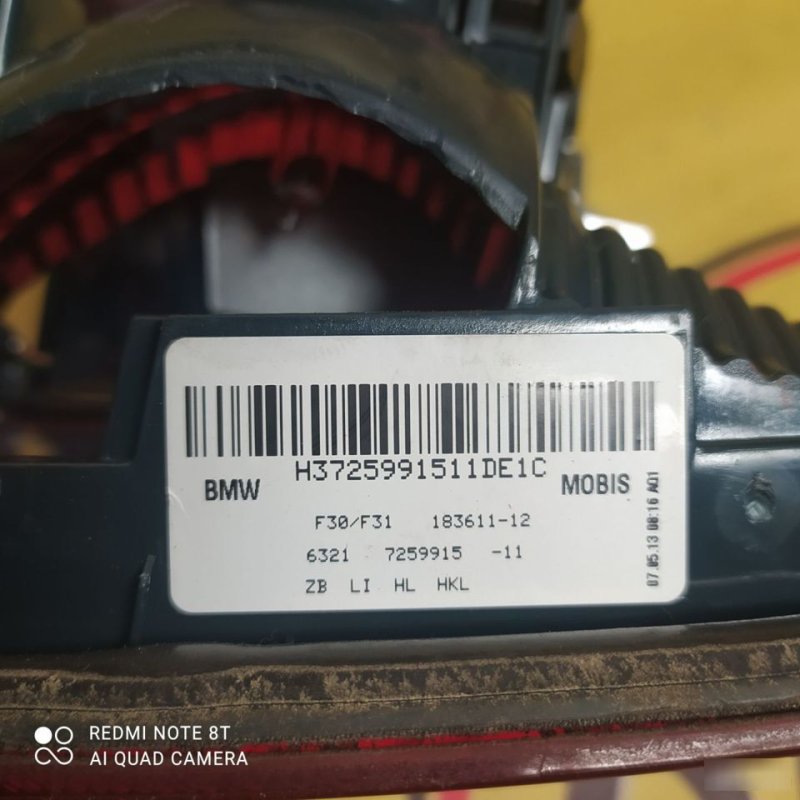 H3725991511DE1C
BMW MOBIS
F30/F31 183611-12
6321 7259915 -11
ZB LI HL HKL
07.05.13 08:16 A01
REDMI NOTE 8T
AI QUAD CAMERA